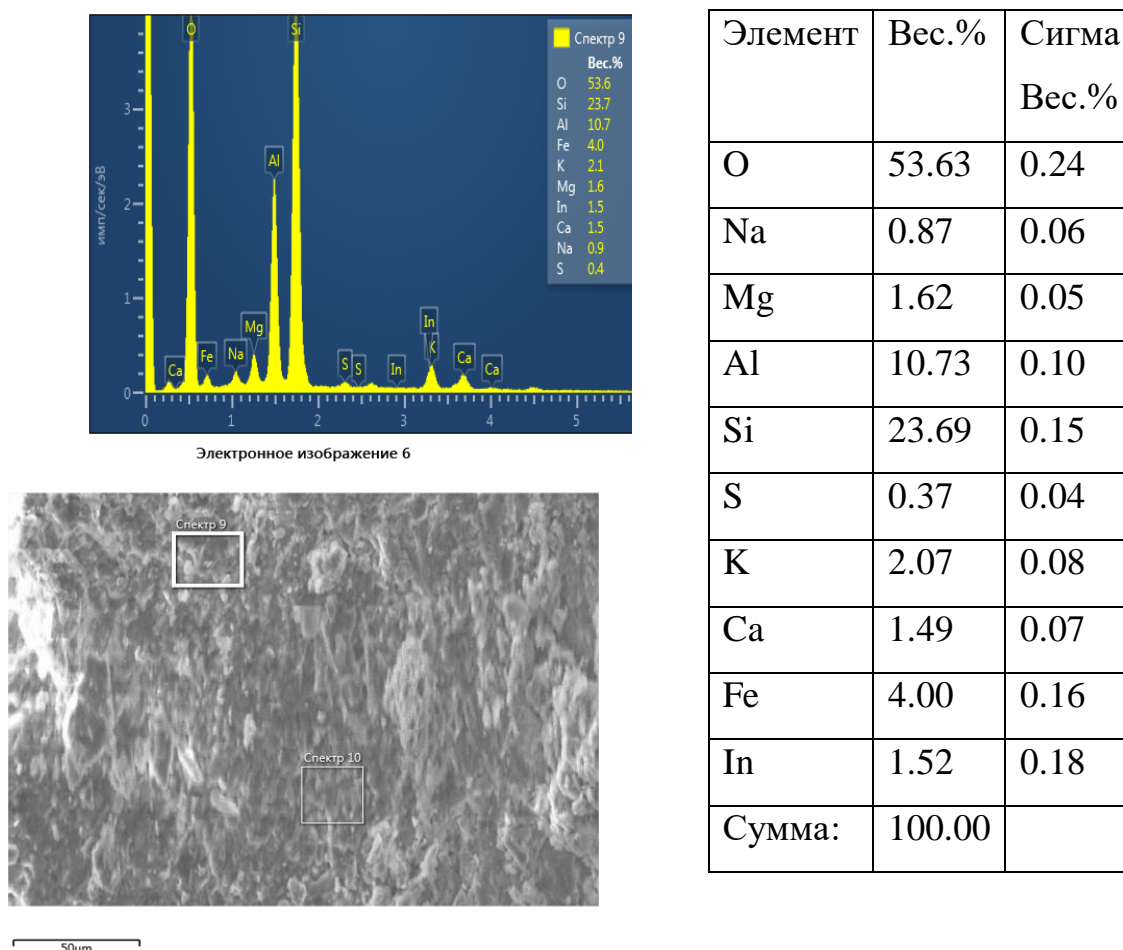 Спектр 9
Вес.%
O 53.6
Si 23.7
Al 10.7
Fe 4.0
K 2.1
Mg 1.6
In 1.5
Ca 1.5
Na 0.9
S 0.4
имп/сек/эВ
3
2
1
0
O
Si
Al
Mg
Na
Fe
Ca
S
S
In
In
K
Ca
Ca
0 1 2 3 4 5
Электронное изображение 6
Спектр 9
Спектр 10
50µm
Элемент Вес.% Сигма Вес.%
O 53.63 0.24
Na 0.87 0.06
Mg 1.62 0.05
Al 10.73 0.10
Si 23.69 0.15
S 0.37 0.04
K 2.07 0.08
Ca 1.49 0.07
Fe 4.00 0.16
In 1.52 0.18
Сумма: 100.00